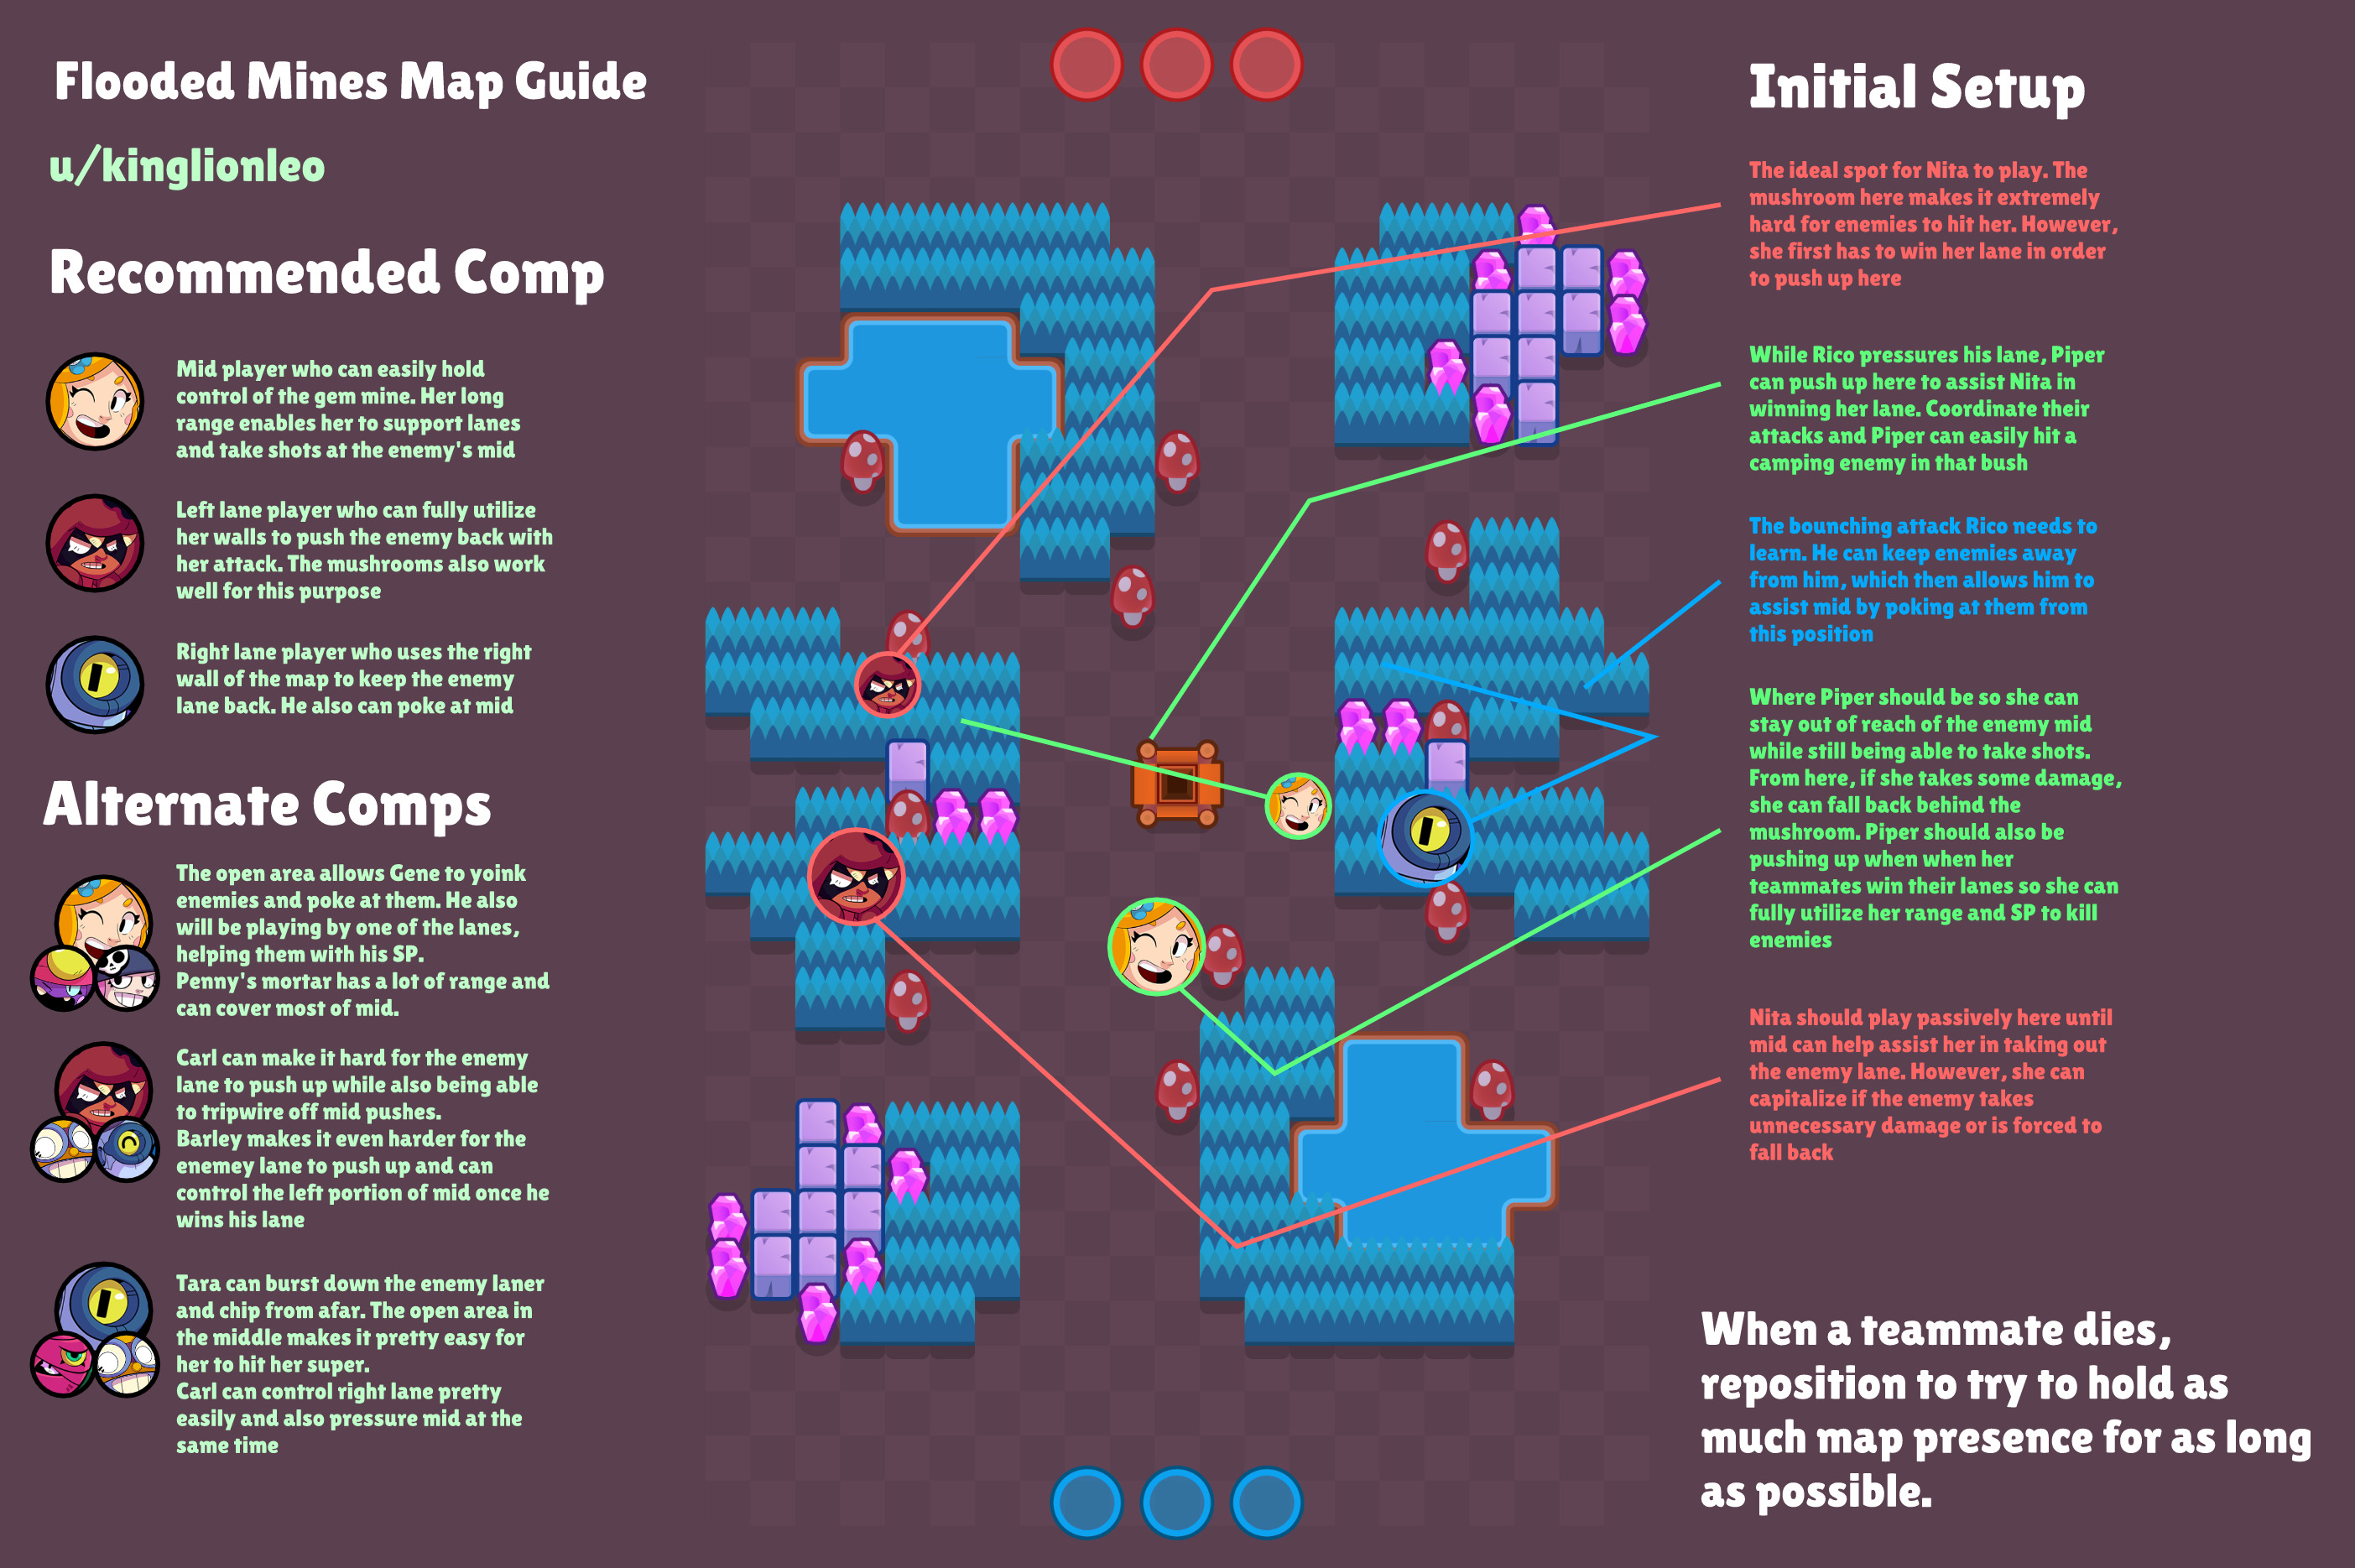 Flooded Mines Map Guide
u/kinglionleo
Recommended Comp
Mid player who can easily hold
control of the gem mine. Her long
range enables her to support lanes
and take shots at the enemy's mid
Left lane player who can fully utilize
her walls to push the enemy back with
her attack. The mushrooms also work
well for this purpose
Right lane player who uses the right
wall of the map to keep the enemy
lane back. He also can poke at mid
Alternate Comps
The open area allows Gene to yoink
enemies and poke at them. He also
will be playing by one of the lanes,
helping them with his SP.
Penny's mortar has a lot of range and
can cover most of mid.
Carl can make it hard for the enemy
lane to push up while also being able
to tripwire off mid pushes.
Barley makes it even harder for the
enemey lane to push up and can
control the left portion of mid once he
wins his lane
Tara can burst down the enemy laner
and chip from afar. The open area in
the middle makes it pretty easy for
her to hit her super.
Carl can control right lane pretty
easily and also pressure mid at the
same time
Initial Setup
The ideal spot for Nita to play. The
mushroom here makes it extremely
hard for enemies to hit her. However,
she first has to win her lane in order
to push up here
While Rico pressures his lane, Piper
can push up here to assist Nita in
winning her lane. Coordinate their
attacks and Piper can easily hit a
camping enemy in that bush
The bounching attack Rico needs to
learn. He can keep enemies away
from him, which then allows him to
assist mid by poking at them from
this position
Where Piper should be so she can
stay out of reach of the enemy mid
while still being able to take shots.
From here, if she takes some damage,
she can fall back behind the
mushroom. Piper should also be
pushing up when when her
teammates win their lanes so she can
fully utilize her range and SP to kill
enemies
Nita should play passively here until
mid can help assist her in taking out
the enemy lane. However, she can
capitalize if the enemy takes
unnecessary damage or is forced to
fall back
When a teammate dies,
reposition to try to hold as
much map presence for as long
as possible.